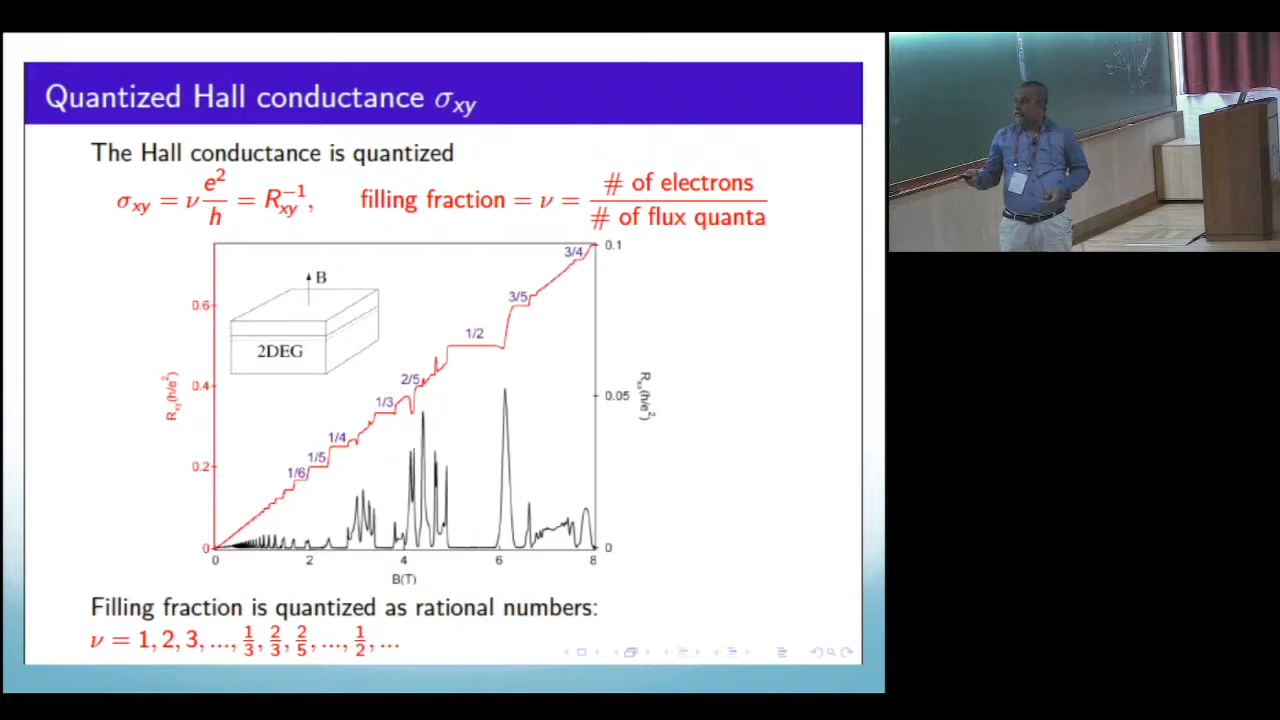 Quantized Hall conductance σxy
The Hall conductance is quantized
σxy = ν e²/h = Rxy⁻¹, filling fraction = ν = # of electrons / # of flux quanta
B
2DEG
Rxy(h/e²)
0.6
0.4
0.2
0
1/6
1/5
1/4
1/3
2/5
1/2
3/5
3/4
0.1
0.05
0
Rxx(h/e²)
0 2 4 6 8
B(T)
Filling fraction is quantized as rational numbers:
ν = 1, 2, 3, ..., 1/3, 2/3, 2/5, ..., 1/2, ...